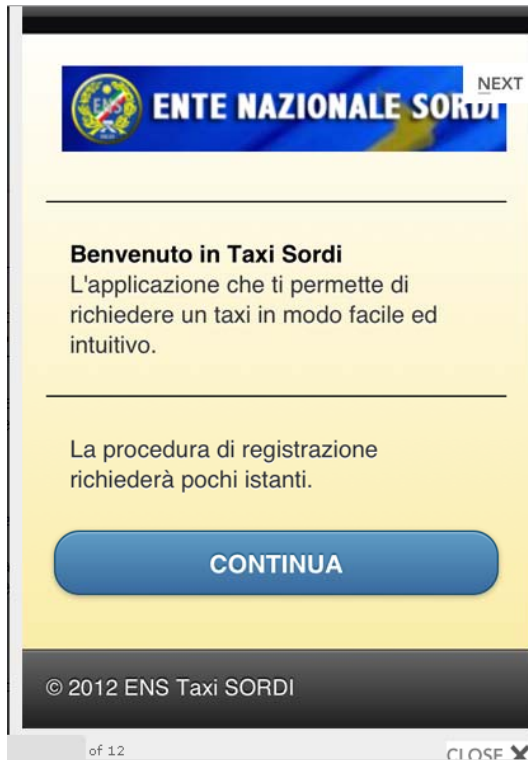 NEXT
ENTE NAZIONALE SORDI
Benvenuto in Taxi Sordi
L'applicazione che ti permette di
richiedere un taxi in modo facile ed
intuitivo.
La procedura di registrazione
richiederà pochi istanti.
CONTINUA
© 2012 ENS Taxi SORDI
of 12
CLOSE X